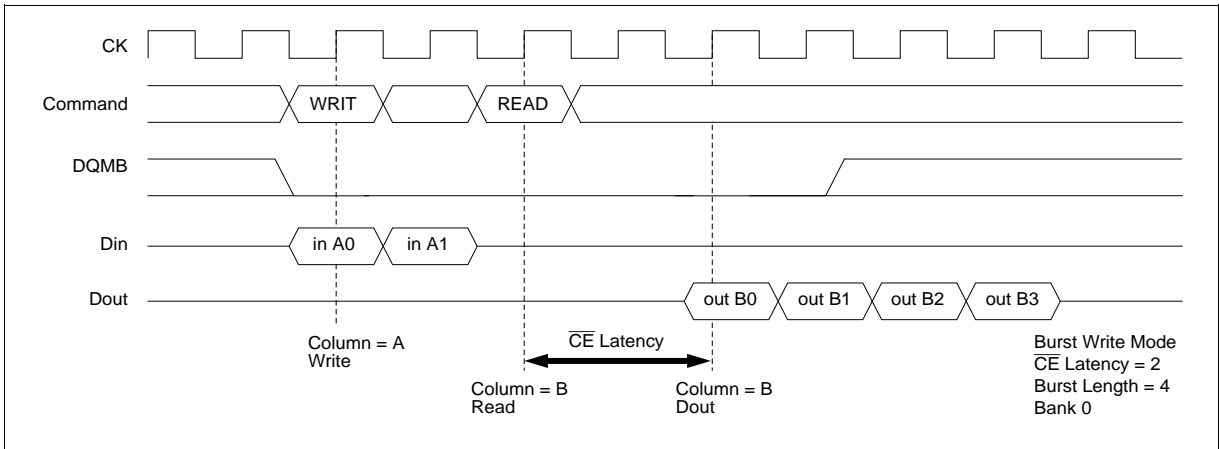 CK
Command
WRIT
READ
DQMB
Din
in A0
in A1
Dout
out B0
out B1
out B2
out B3
Column = A
Write
CE Latency
Column = B
Read
Column = B
Dout
Burst Write Mode
CE Latency = 2
Burst Length = 4
Bank 0